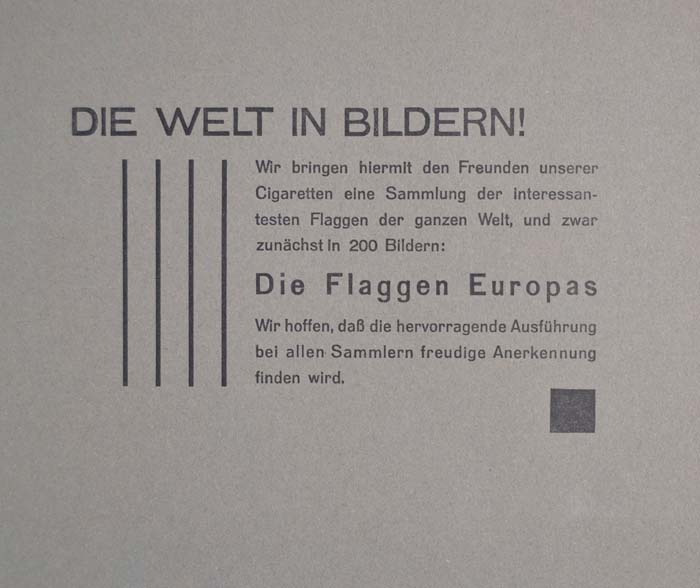 DIE WELT IN BILDERN!
Wir bringen hiermit den Freunden unserer
Cigaretten eine Sammlung der interessan-
testen Flaggen der ganzen Welt, und zwar
zunächst in 200 Bildern:
Die Flaggen Europas
Wir hoffen, daß die hervorragende Ausführung
bei allen Sammlern freudige Anerkennung
finden wird.